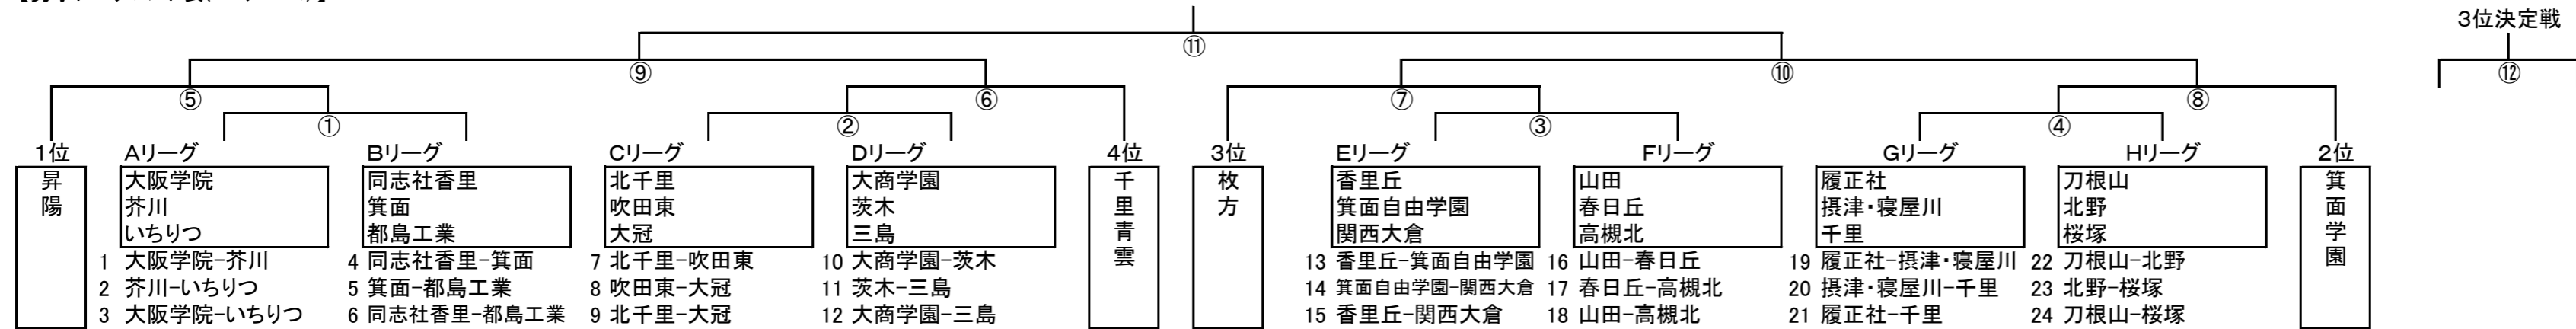 3位決定戦
⑪
⑨ ⑩ ⑫
⑤ ⑥ ⑦ ⑧
① ② ③ ④
1位 Aリーグ Bリーグ Cリーグ Dリーグ 4位 3位 Eリーグ Fリーグ Gリーグ Hリーグ 2位
昇陽
大阪学院
芥川
いちりつ
1 大阪学院-芥川
2 芥川-いちりつ
3 大阪学院-いちりつ
同志社香里
箕面
都島工業
4 同志社香里-箕面
5 箕面-都島工業
6 同志社香里-都島工業
北千里
吹田東
大冠
7 北千里-吹田東
8 吹田東-大冠
9 北千里-大冠
大商学園
茨木
三島
10 大商学園-茨木
11 茨木-三島
12 大商学園-三島
千里青雲
枚方
香里丘
箕面自由学園
関西大倉
13 香里丘-箕面自由学園
14 箕面自由学園-関西大倉
15 香里丘-関西大倉
山田
春日丘
高槻北
16 山田-春日丘
17 春日丘-高槻北
18 山田-高槻北
履正社
摂津・寝屋川
千里
19 履正社-摂津・寝屋川
20 摂津・寝屋川-千里
21 履正社-千里
刀根山
北野
桜塚
22 刀根山-北野
23 北野-桜塚
24 刀根山-桜塚
箕面学園